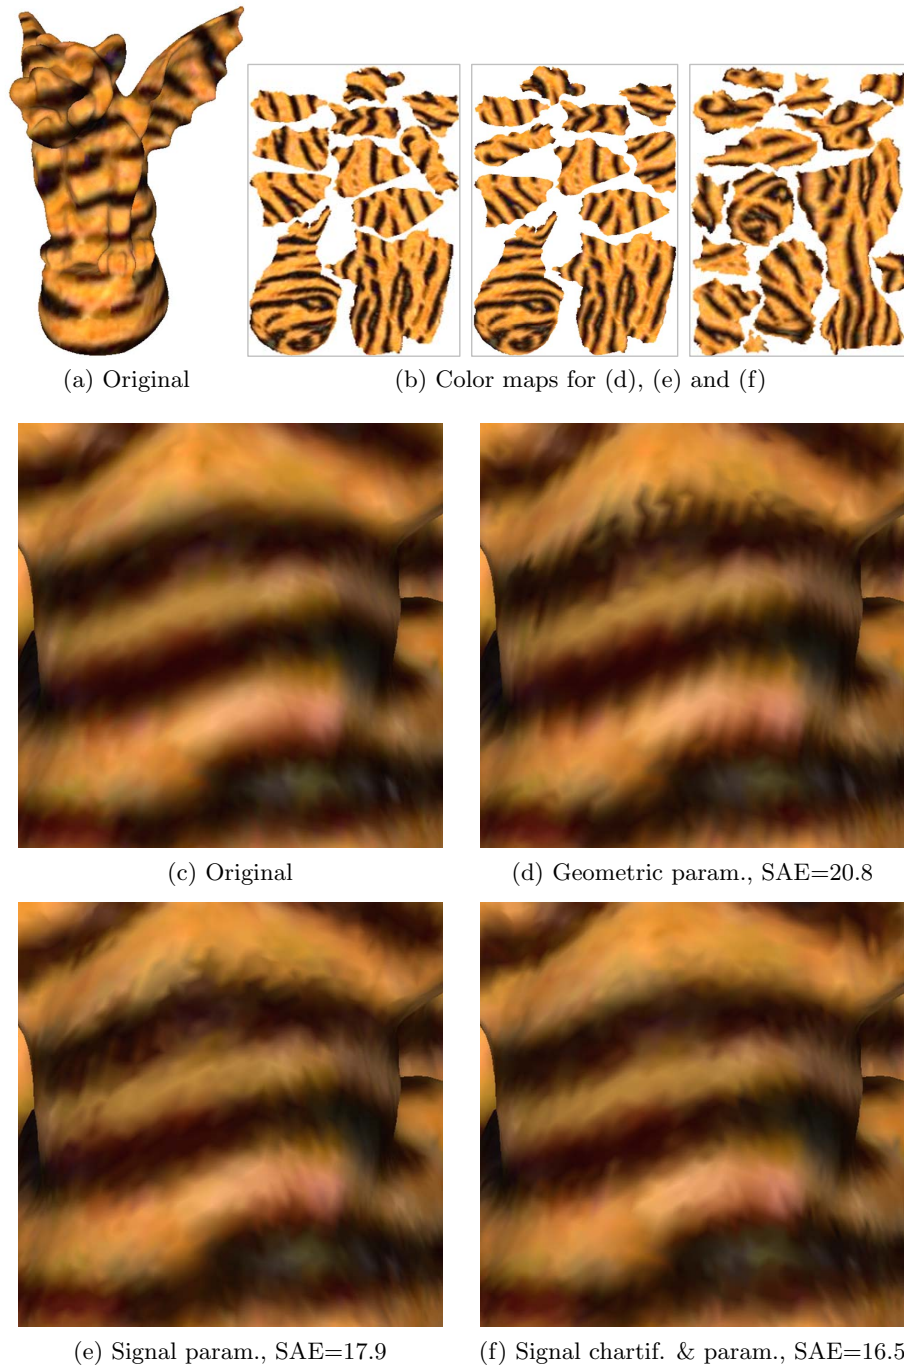 (a) Original
(b) Color maps for (d), (e) and (f)
(c) Original
(d) Geometric param., SAE=20.8
(e) Signal param., SAE=17.9
(f) Signal chartif. & param., SAE=16.5